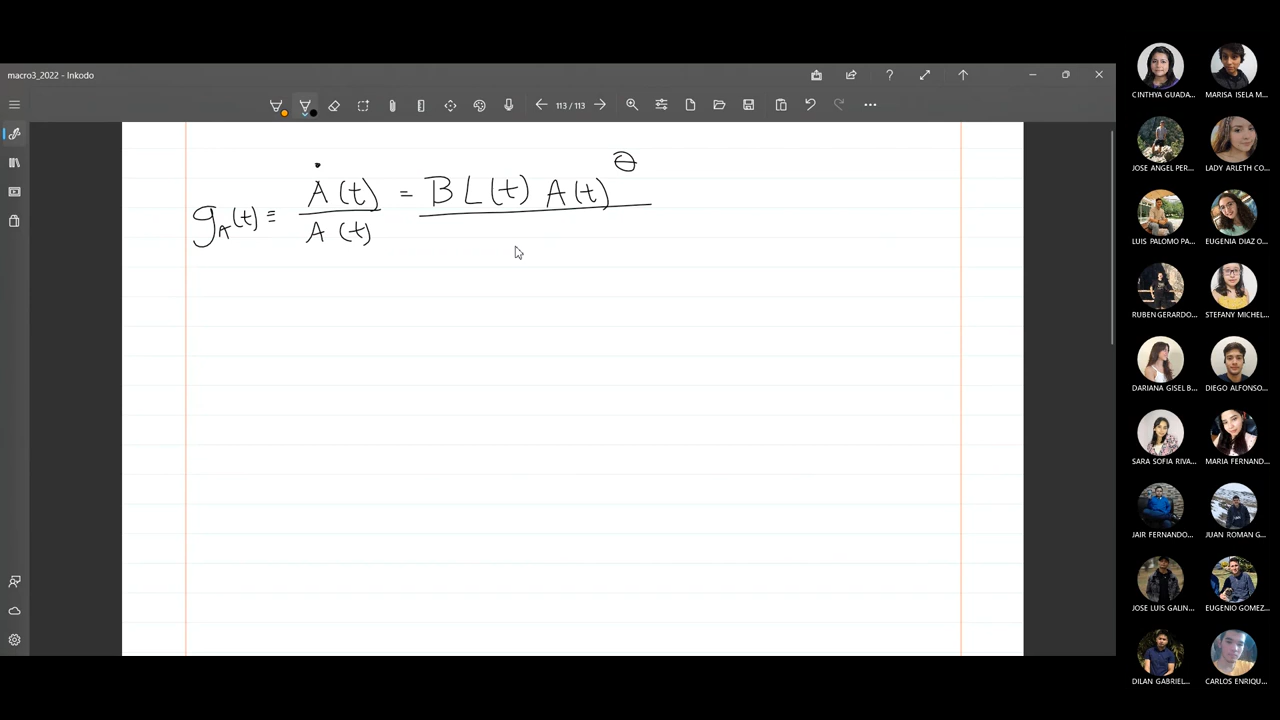 macro3_2022 - Inkodo
113 / 113
g_A(t) ≡ Ȧ(t) / A(t) = B L(t) A(t)^θ
CINTHYA GUADA...
MARISA ISELA M...
JOSE ANGEL PER...
LADY ARLETH CO...
LUIS PALOMO PA...
EUGENIA DIAZ O...
RUBEN GERARDO...
STEFANY MICHEL...
DARIANA GISEL B...
DIEGO ALFONSO...
SARA SOFIA RIVA...
MARIA FERNAND...
JAIR FERNANDO...
JUAN ROMAN G...
JOSE LUIS GALIN...
EUGENIO GOMEZ...
DILAN GABRIEL...
CARLOS ENRIQU...